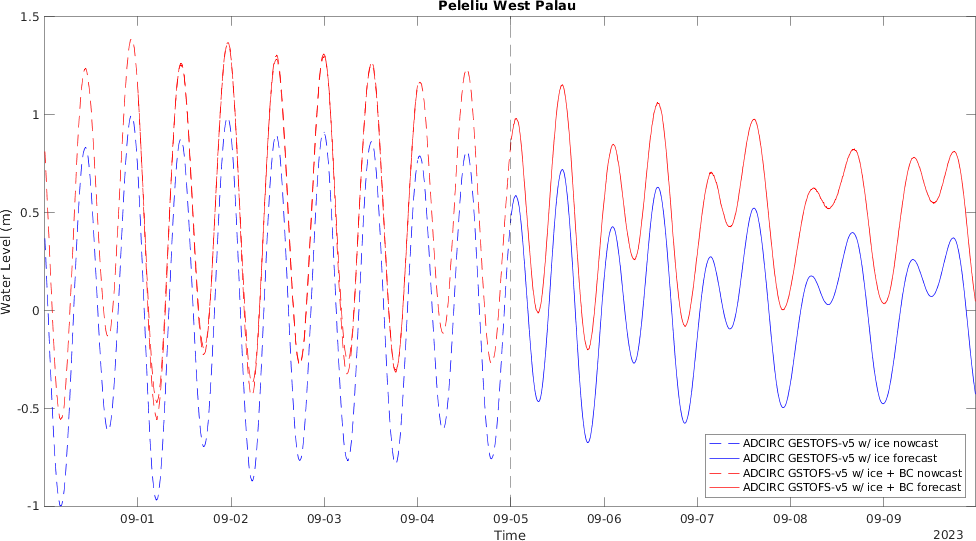 Peleliu West Palau
1.5
1
0.5
0
-0.5
-1
Water Level (m)
09-01 09-02 09-03 09-04 09-05 09-06 09-07 09-08 09-09
Time
2023
ADCIRC GESTOFS-v5 w/ ice nowcast
ADCIRC GESTOFS-v5 w/ ice forecast
ADCIRC GSTOFS-v5 w/ ice + BC nowcast
ADCIRC GSTOFS-v5 w/ ice + BC forecast